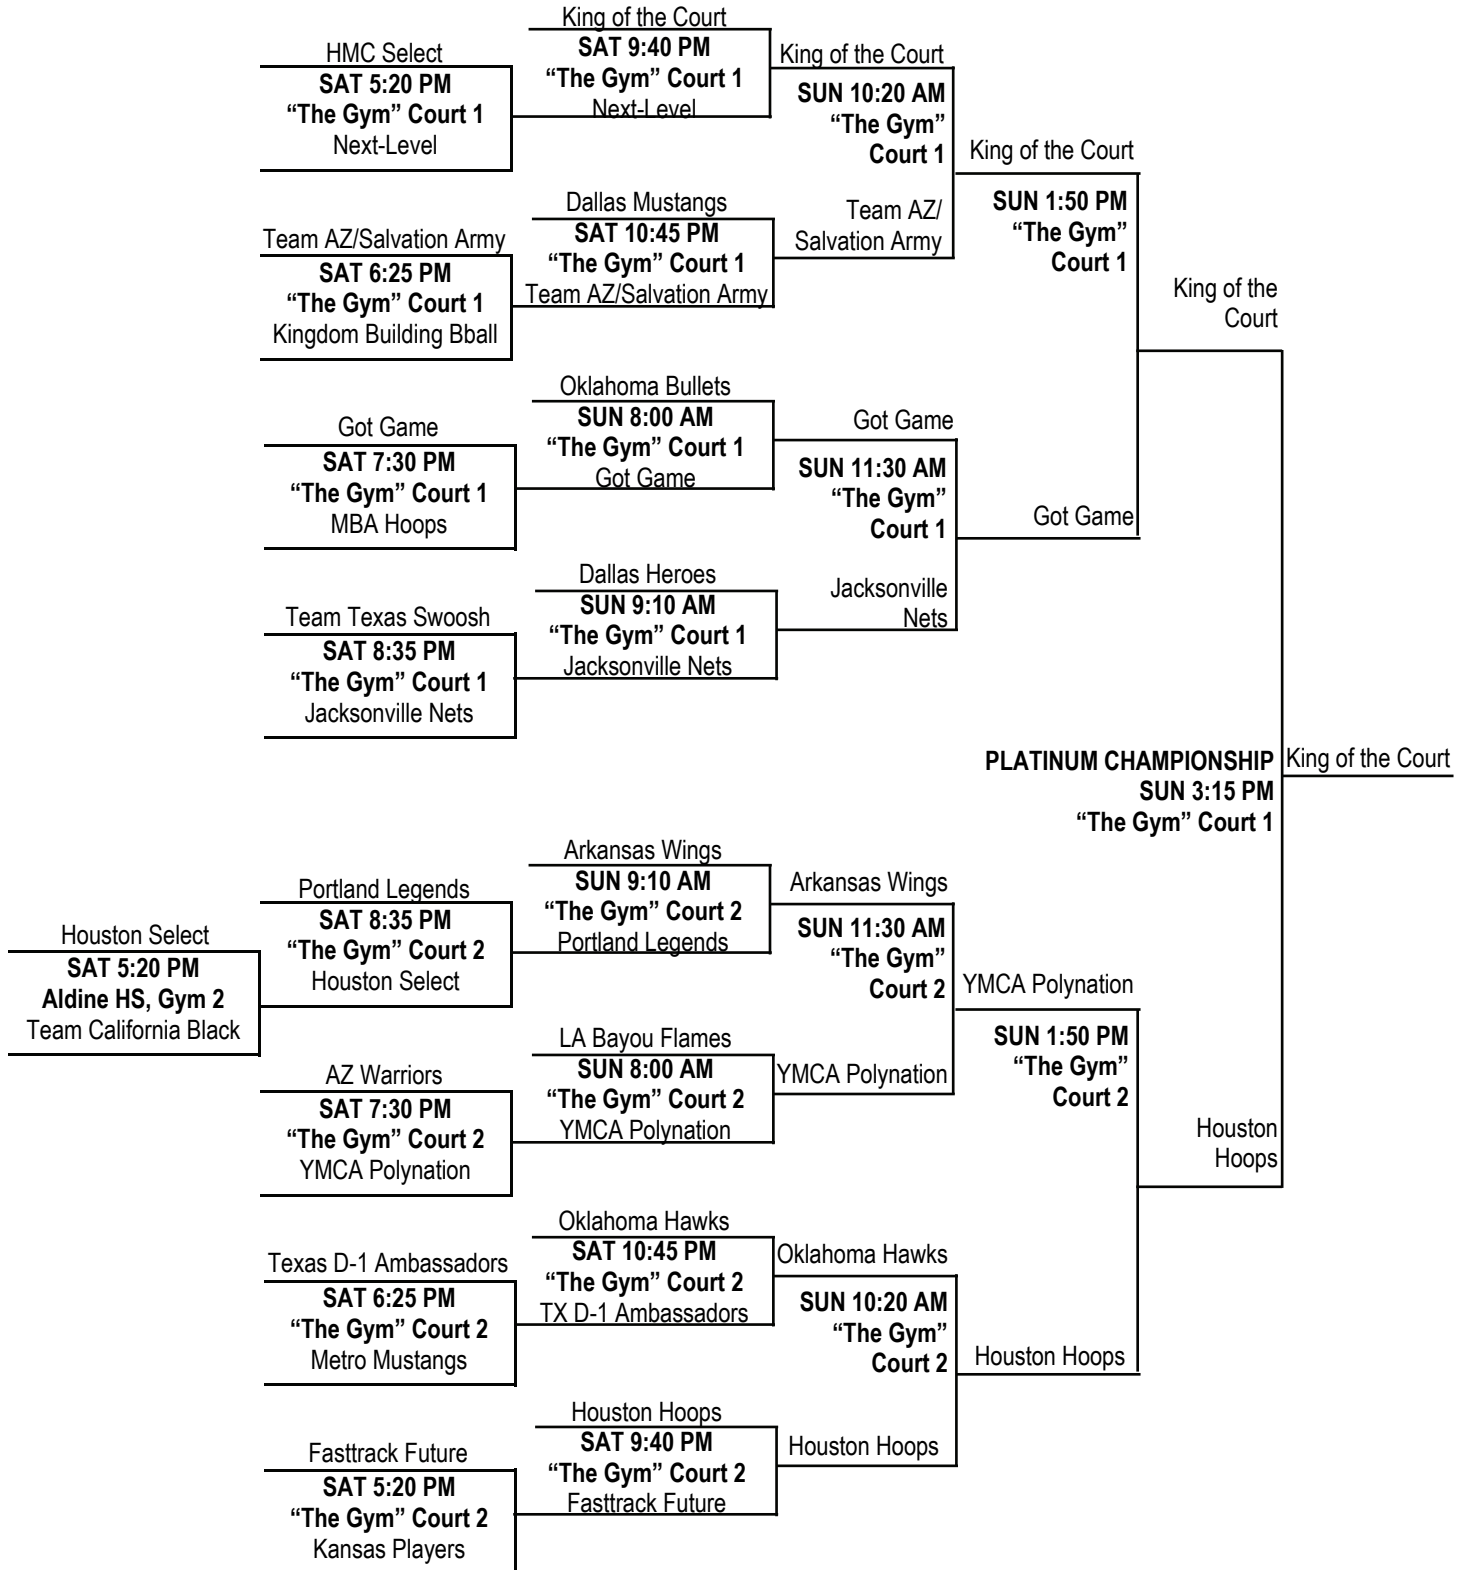 King of the Court
HMC Select
SAT 9:40 PM
“The Gym” Court 1
Next-Level
King of the Court
SAT 5:20 PM
“The Gym” Court 1
Next-Level
SUN 10:20 AM
“The Gym”
Court 1
King of the Court
Dallas Mustangs
SAT 10:45 PM
“The Gym” Court 1
Team AZ/Salvation Army
Team AZ/
Salvation Army
SUN 1:50 PM
“The Gym”
Court 1
Team AZ/Salvation Army
SAT 6:25 PM
“The Gym” Court 1
Kingdom Building Bball
King of the
Court
Oklahoma Bullets
SUN 8:00 AM
“The Gym” Court 1
Got Game
Got Game
Got Game
SAT 7:30 PM
“The Gym” Court 1
MBA Hoops
SUN 11:30 AM
“The Gym”
Court 1
Got Game
Dallas Heroes
SUN 9:10 AM
“The Gym” Court 1
Jacksonville Nets
Jacksonville
Nets
Team Texas Swoosh
SAT 8:35 PM
“The Gym” Court 1
Jacksonville Nets
PLATINUM CHAMPIONSHIP
SUN 3:15 PM
“The Gym” Court 1
King of the Court
Arkansas Wings
SUN 9:10 AM
“The Gym” Court 2
Portland Legends
Arkansas Wings
Portland Legends
SAT 8:35 PM
“The Gym” Court 2
Houston Select
Houston Select
SAT 5:20 PM
Aldine HS, Gym 2
Team California Black
SUN 11:30 AM
“The Gym”
Court 2
YMCA Polynation
LA Bayou Flames
SUN 8:00 AM
“The Gym” Court 2
YMCA Polynation
YMCA Polynation
SUN 1:50 PM
“The Gym”
Court 2
AZ Warriors
SAT 7:30 PM
“The Gym” Court 2
YMCA Polynation
Houston
Hoops
Oklahoma Hawks
SAT 10:45 PM
“The Gym” Court 2
TX D-1 Ambassadors
Oklahoma Hawks
Texas D-1 Ambassadors
SAT 6:25 PM
“The Gym” Court 2
Metro Mustangs
SUN 10:20 AM
“The Gym”
Court 2
Houston Hoops
Houston Hoops
SAT 9:40 PM
“The Gym” Court 2
Fasttrack Future
Houston Hoops
Fasttrack Future
SAT 5:20 PM
“The Gym” Court 2
Kansas Players